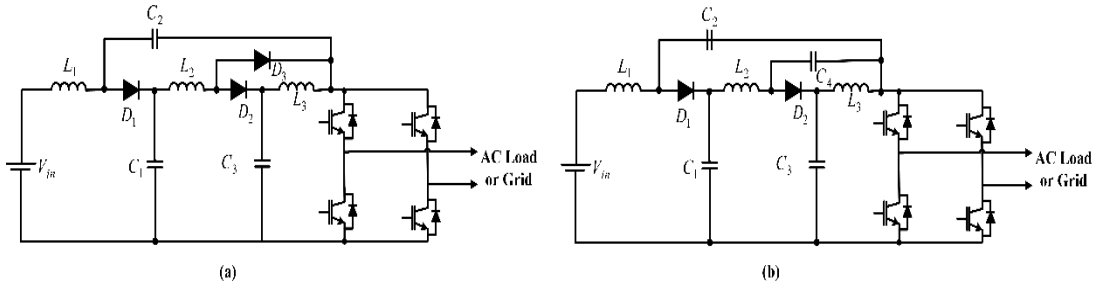 C2
L1
L2
D3
D1
D2
L3
Vin
C1
C3
AC Load
or Grid
(a)
C2
L1
L2
C4
D1
D2
L3
Vin
C1
C3
AC Load
or Grid
(b)